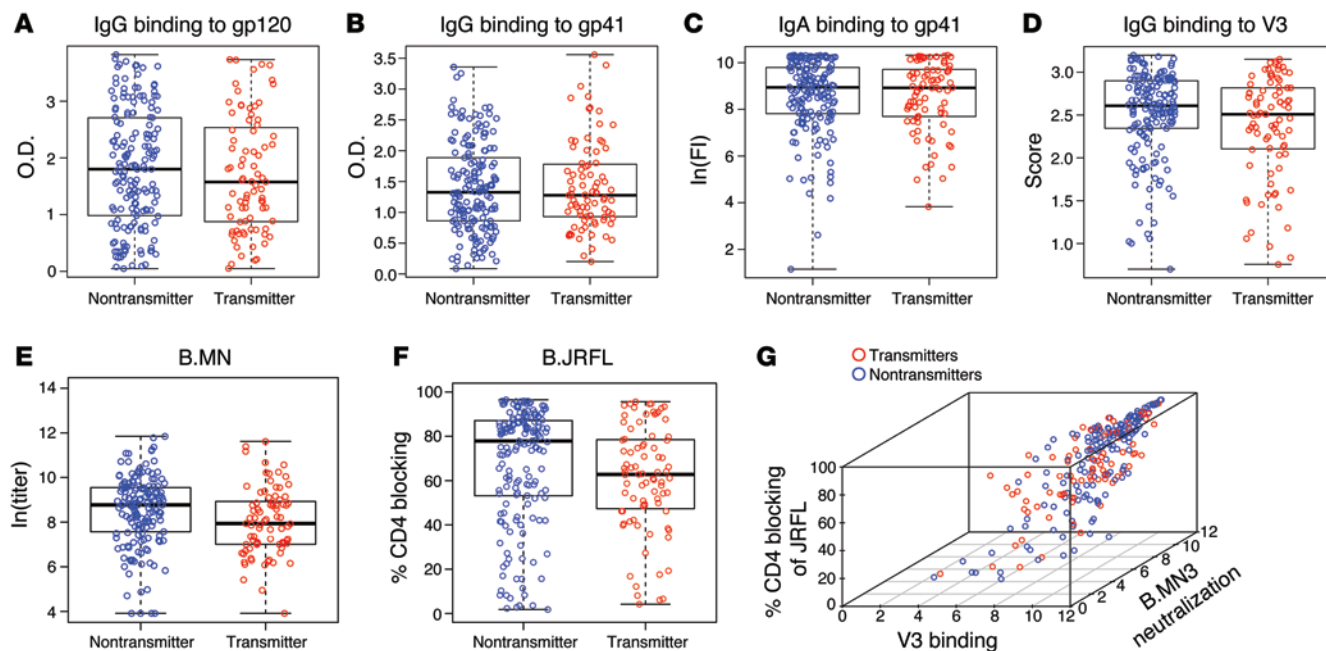 A IgG binding to gp120
O.D.
3
2
1
0
Nontransmitter Transmitter
B IgG binding to gp41
O.D.
3.5
3.0
2.5
2.0
1.5
1.0
0.5
0.0
Nontransmitter Transmitter
C IgA binding to gp41
ln(FI)
10
8
6
4
2
Nontransmitter Transmitter
D IgG binding to V3
Score
3.0
2.5
2.0
1.5
1.0
Nontransmitter Transmitter
E B.MN
ln(titer)
14
12
10
8
6
4
Nontransmitter Transmitter
F B.JRFL
% CD4 blocking
100
80
60
40
20
0
Nontransmitter Transmitter
G
Transmitters
Nontransmitters
% CD4 blocking
of JRFL
100
80
60
40
20
0
0 2 4 6 8 10 12
V3 binding
0 2 4 6 8 10 12
B.MN3
neutralization